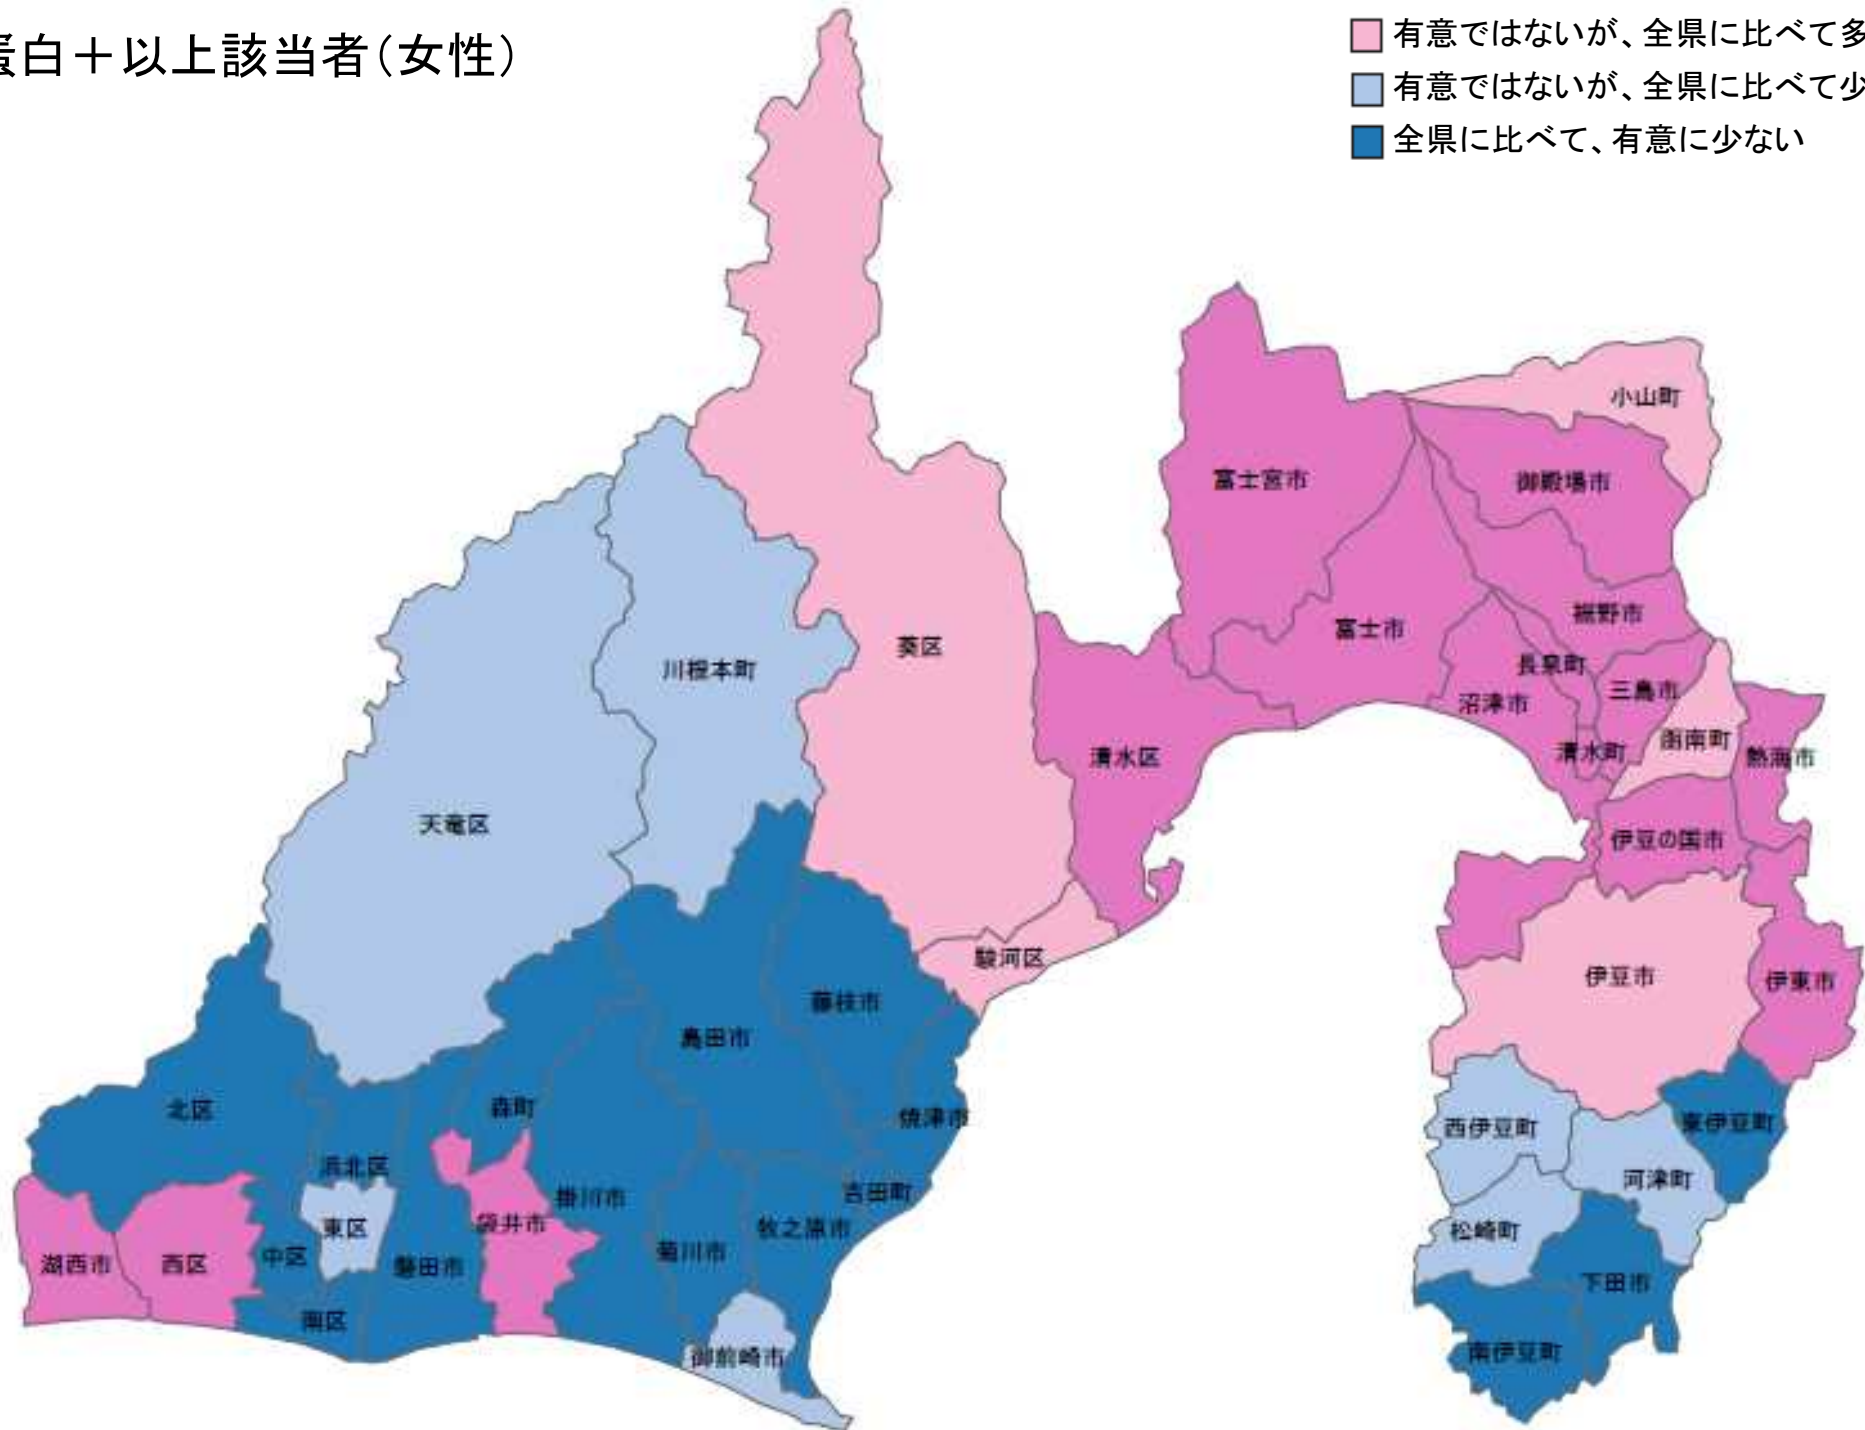 蛋白＋以上該当者（女性）
有意ではないが、全県に比べて多
有意ではないが、全県に比べて少
全県に比べて、有意に少ない
小山町
富士宮市
御殿場市
裾野市
富士市
葵区
長泉町
川根本町
三島市
沼津市
函南町
清水町
清水区
熱海市
天竜区
伊豆の国市
駿河区
伊豆市
伊東市
藤枝市
島田市
北区
森町
焼津市
東伊豆町
西伊豆町
浜北区
河津町
吉田町
掛川市
袋井市
東区
牧之原市
松崎町
菊川市
中区
湖西市
西区
磐田市
下田市
南区
南伊豆町
御前崎市